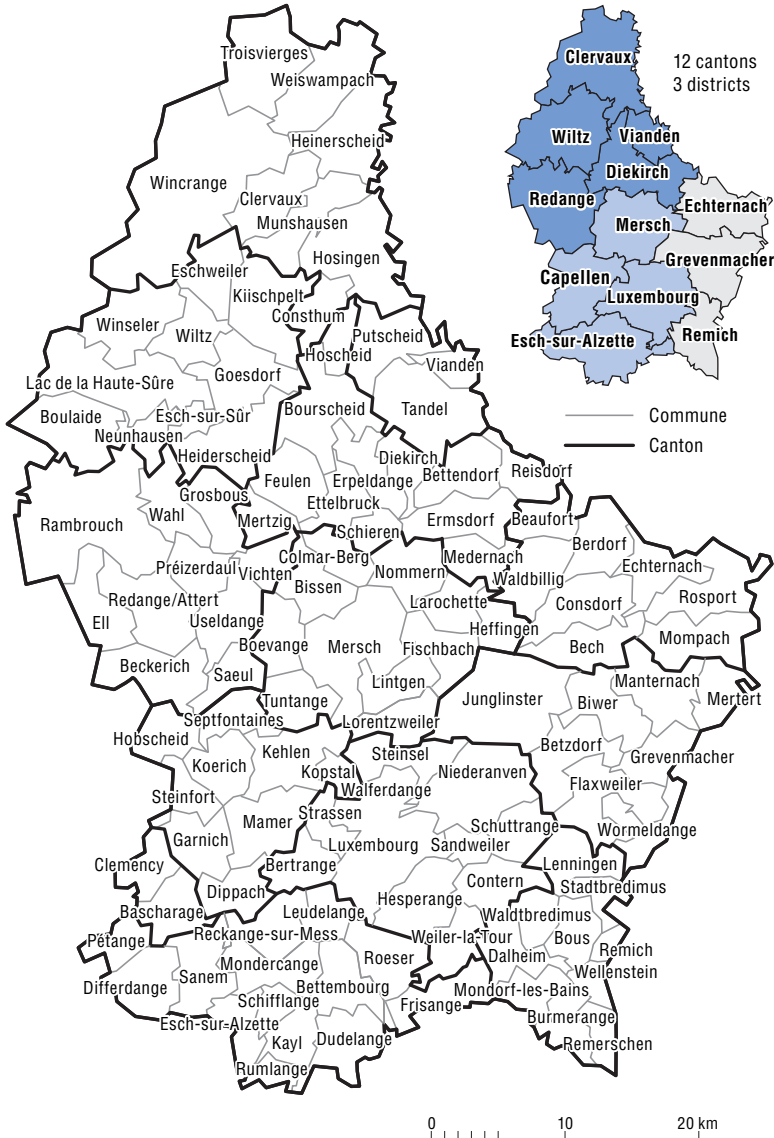 Troisvierges
Weiswampach
Heinerscheid
Wincrange
Clervaux
Munshausen
Hosingen
Eschweiler
Kiischpelt
Consthum
Winseler
Wiltz
Putscheid
Hoscheid
Vianden
Goesdorf
Lac de la Haute-Sûre
Bourscheid
Tandel
Boulaide
Esch-sur-Sûr
Neunhausen
Heiderscheid
Diekirch
Bettendorf
Reisdorf
Feulen
Erpeldange
Grosbous
Ettelbruck
Wahl
Mertzig
Ermsdorf
Beaufort
Rambrouch
Schieren
Berdorf
Colmar-Berg
Medernach
Préizerdaul
Vichten
Nommern
Waldbillig
Echternach
Bissen
Redange/Attert
Larochette
Consdorf
Rosport
Ell
Useldange
Heffingen
Mompach
Boevange
Mersch
Fischbach
Bech
Beckerich
Saeul
Lintgen
Manternach
Tuntange
Junglinster
Biwer
Mertert
Septfontaines
Lorentzweiler
Hobscheid
Kehlen
Steinsel
Betzdorf
Grevenmacher
Koerich
Kopstal
Niederanven
Walferdange
Flaxweiler
Steinfort
Mamer
Strassen
Schuttrange
Wormeldange
Garnich
Luxembourg
Sandweiler
Clemency
Bertrange
Lenningen
Dippach
Contern
Stadtbredimus
Hesperange
Bascharage
Leudelange
Waldtbredimus
Pétange
Reckange-sur-Mess
Weiler-la-Tour
Bous
Remich
Mondercange
Roeser
Dalheim
Wellenstein
Differdange
Sanem
Bettembourg
Mondorf-les-Bains
Schifflange
Frisange
Burmerange
Esch-sur-Alzette
Kayl
Dudelange
Remerschen
Rumlange
Clervaux
12 cantons
3 districts
Wiltz
Vianden
Diekirch
Redange
Echternach
Mersch
Grevenmacher
Capellen
Luxembourg
Esch-sur-Alzette
Remich
Commune
Canton
0 10 20 km